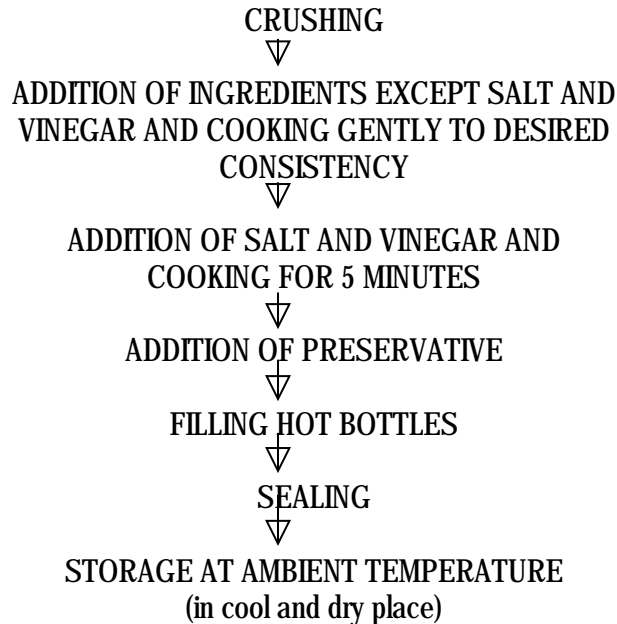 CRUSHING
ADDITION OF INGREDIENTS EXCEPT SALT AND
VINEGAR AND COOKING GENTLY TO DESIRED
CONSISTENCY
ADDITION OF SALT AND VINEGAR AND
COOKING FOR 5 MINUTES
ADDITION OF PRESERVATIVE
FILLING HOT BOTTLES
SEALING
STORAGE AT AMBIENT TEMPERATURE
(in cool and dry place)